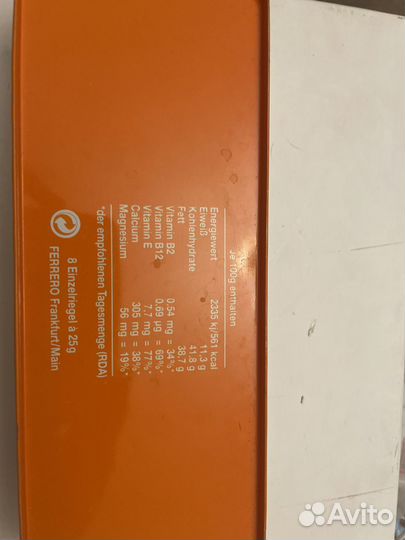 Je 100g enthalten
Energiewert 2335 kj/561 kcal
Eiweiß 11,3 g
Kohlenhydrate 41,8 g
Fett 38,7 g
Vitamin B2 0,54 mg = 34%*
Vitamin B12 0,69 µg = 69%*
Vitamin E 7,7 mg = 77%*
Calcium 305 mg = 38%*
Magnesium 56 mg = 19%*
*der empfohlenen Tagesmenge (RDA)
8 Einzelriegel à 25g
FERRERO Frankfurt/Main
Avito